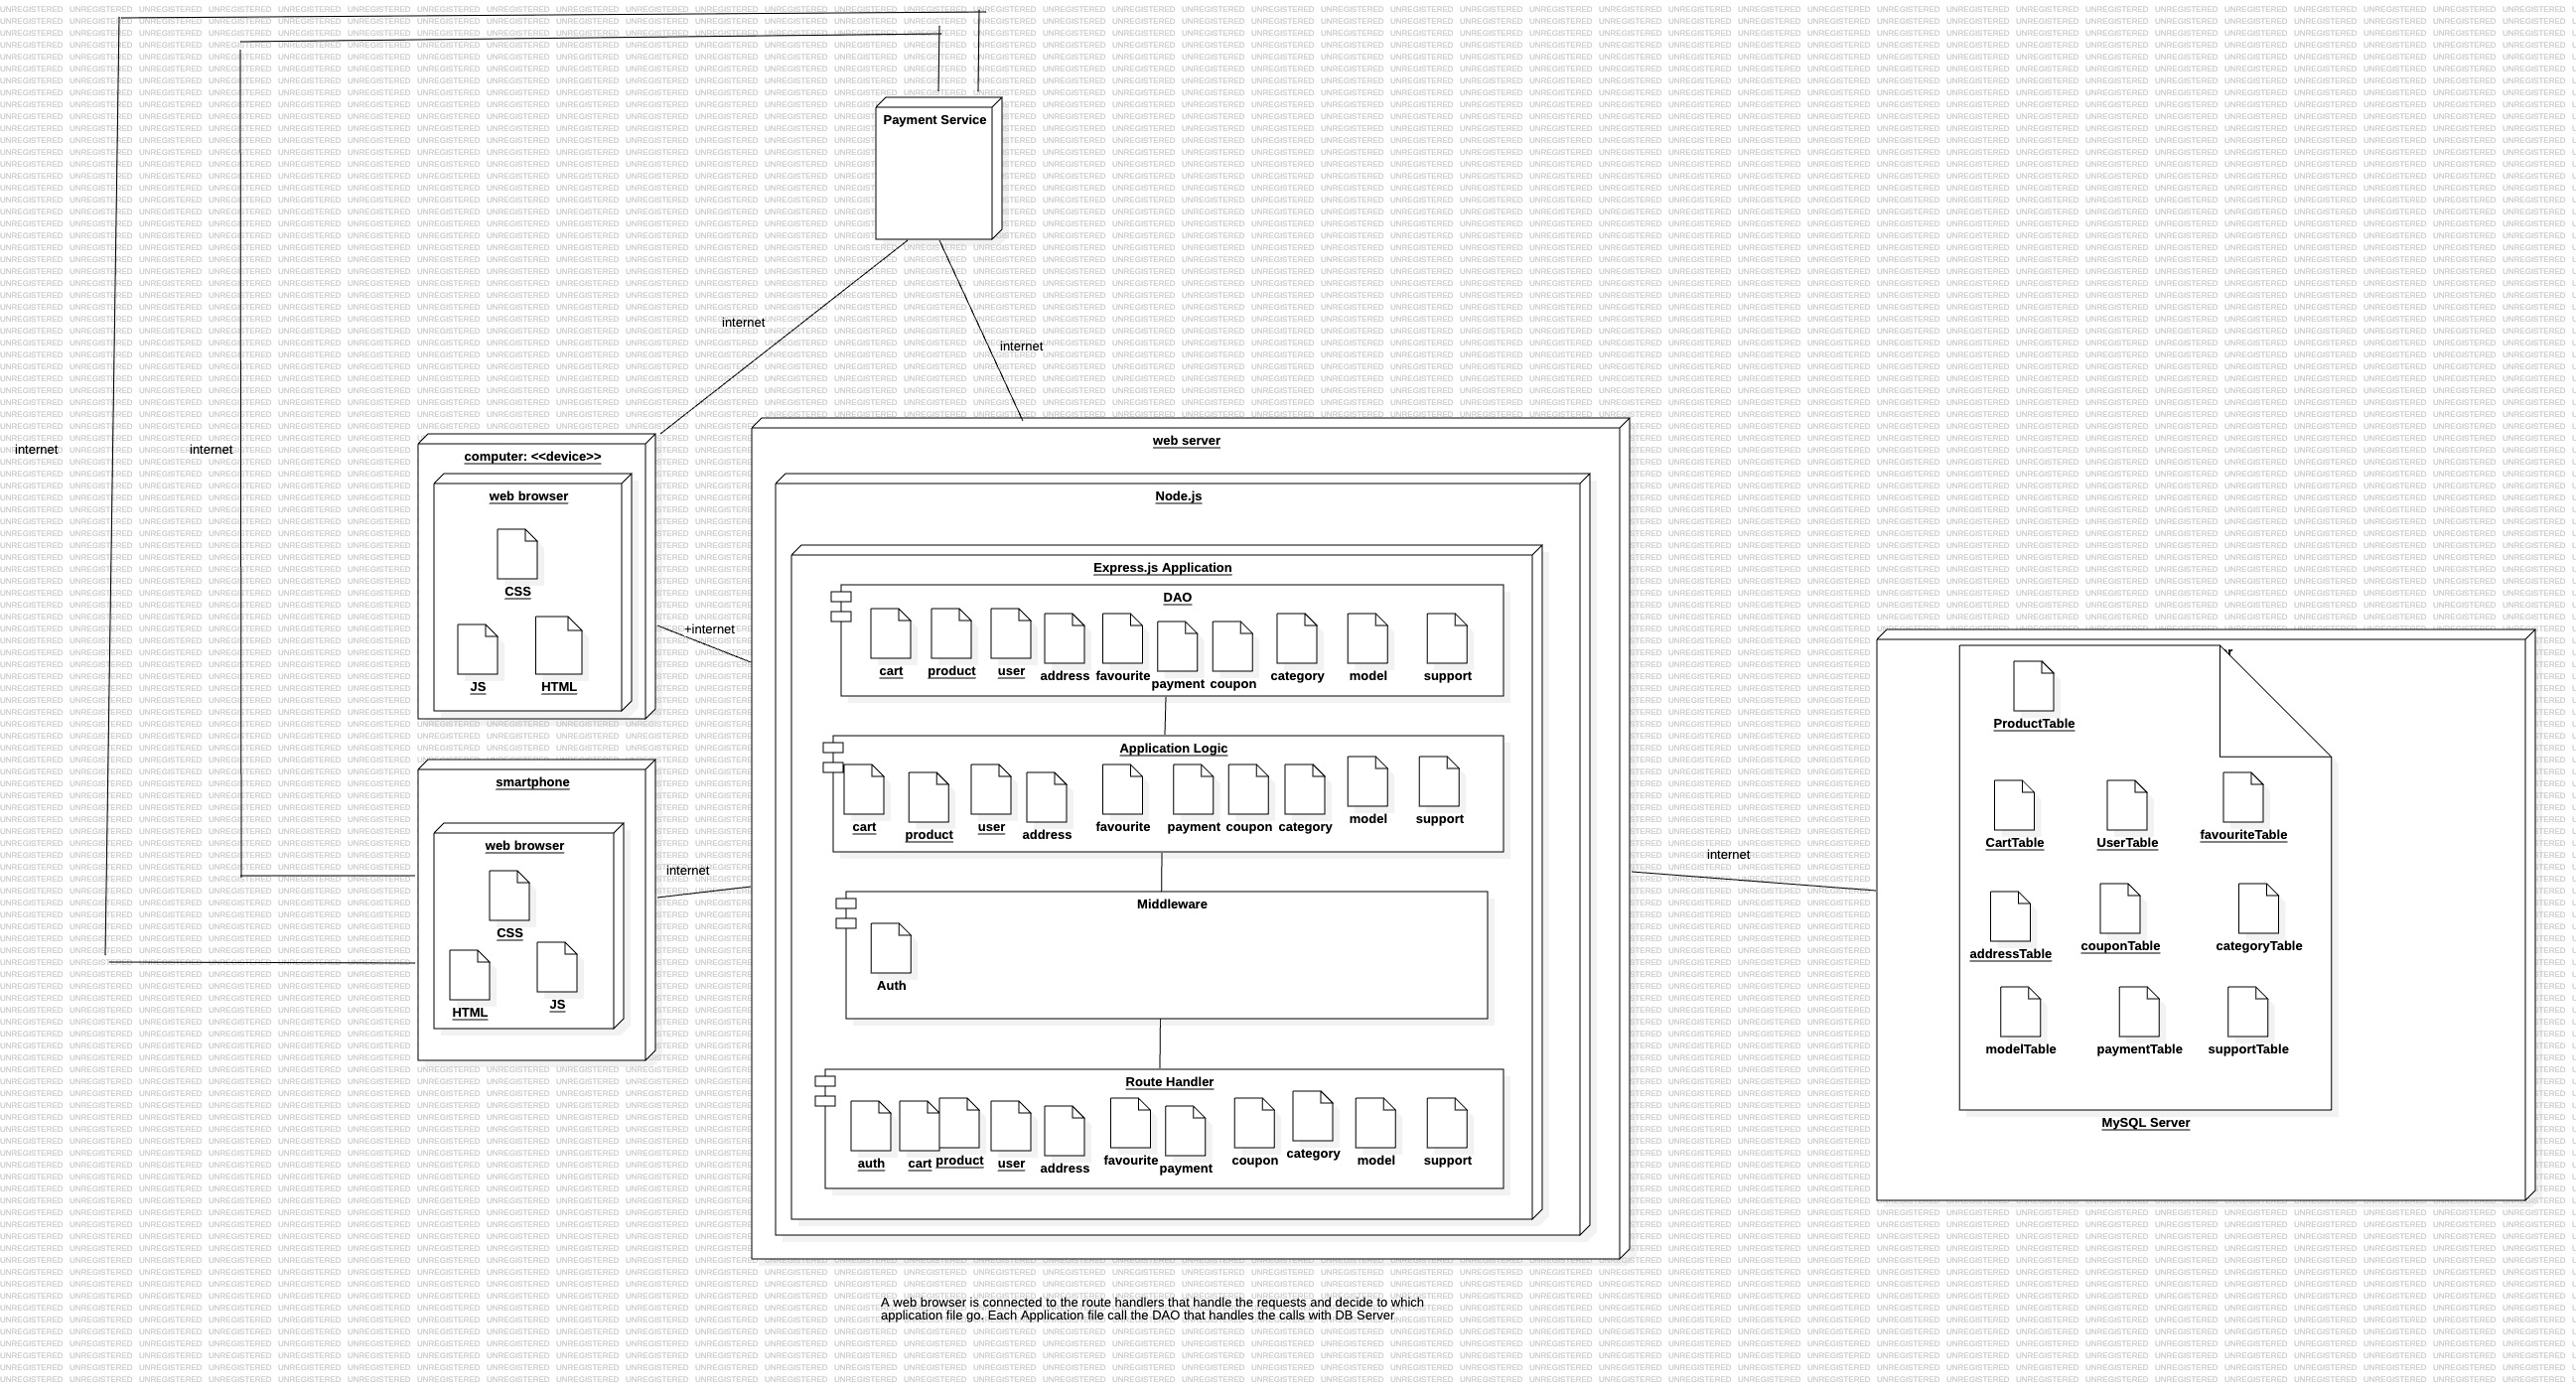 Payment Service
internet
internet
internet
internet
computer: <<device>>
web browser
CSS
JS
HTML
+internet
smartphone
web browser
CSS
HTML
JS
internet
web server
Node.js
Express.js Application
DAO
cart
product
user
address
favourite
payment
coupon
category
model
support
Application Logic
cart
product
user
address
favourite
payment
coupon
category
model
support
Middleware
Auth
Route Handler
auth
cart
product
user
address
favourite
payment
coupon
category
model
support
internet
r
ProductTable
CartTable
UserTable
favouriteTable
addressTable
couponTable
categoryTable
modelTable
paymentTable
supportTable
MySQL Server
A web browser is connected to the route handlers that handle the requests and decide to which
application file go. Each Application file call the DAO that handles the calls with DB Server
UNREGISTERED